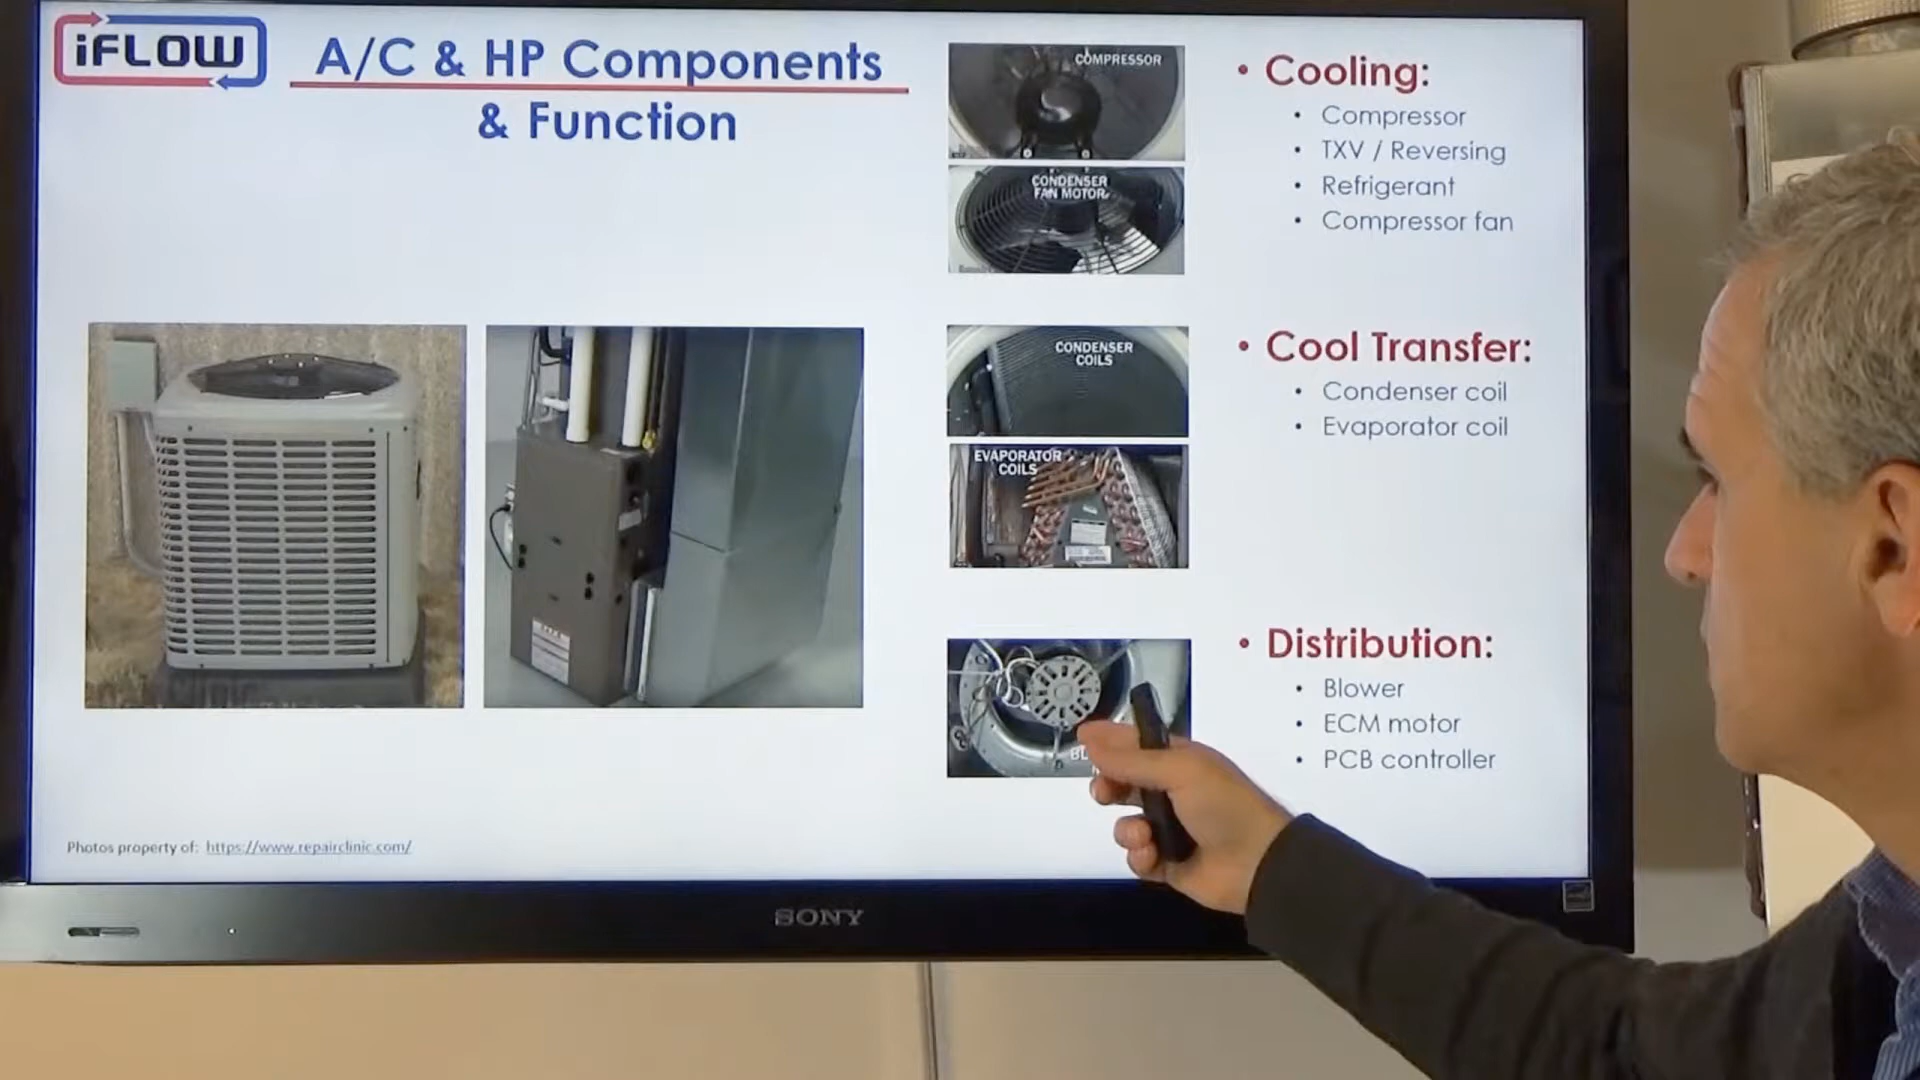 iFLOW
A/C & HP Components
& Function
COMPRESSOR
CONDENSER
FAN MOTOR
• Cooling:
• Compressor
• TXV / Reversing
• Refrigerant
• Compressor fan
CONDENSER
COILS
EVAPORATOR
COILS
• Cool Transfer:
• Condenser coil
• Evaporator coil
• Distribution:
• Blower
• ECM motor
• PCB controller
Photos property of: https://www.repairclinic.com/
SONY